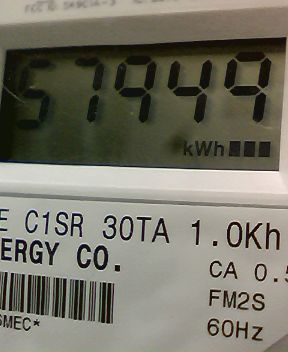 57949
kWh
E C1SR 30TA 1.0Kh
ERGY CO.
CA 0.5
FM2S
SMEC*
60Hz